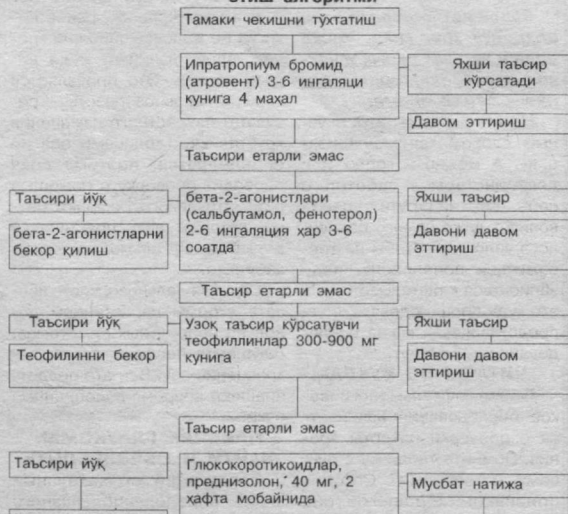 этиш алгоритми
Тамаки чекишни тўхтатиш
Ипратропиум бромид
(атровент) 3-6 ингаляци
кунига 4 маҳал
Яхши таъсир
кўрсатади
Давом эттириш
Таъсири етарли эмас
Таъсири йўқ
бета-2-агонистларни
бекор қилиш
бета-2-агонистлари
(сальбутамол, фенотерол)
2-6 ингаляция ҳар 3-6
соатда
Яхши таъсир
Давони давом
эттириш
Таъсир етарли эмас
Таъсири йўқ
Теофилинни бекор
Узоқ таъсир кўрсатувчи
теофиллинлар 300-900 мг
кунига
Яхши таъсир
Давони давом
эттириш
Таъсир етарли эмас
Таъсири йўқ
Глюкокоротикоидлар,
преднизолон, 40 мг, 2
ҳафта мобайнида
Мусбат натижа